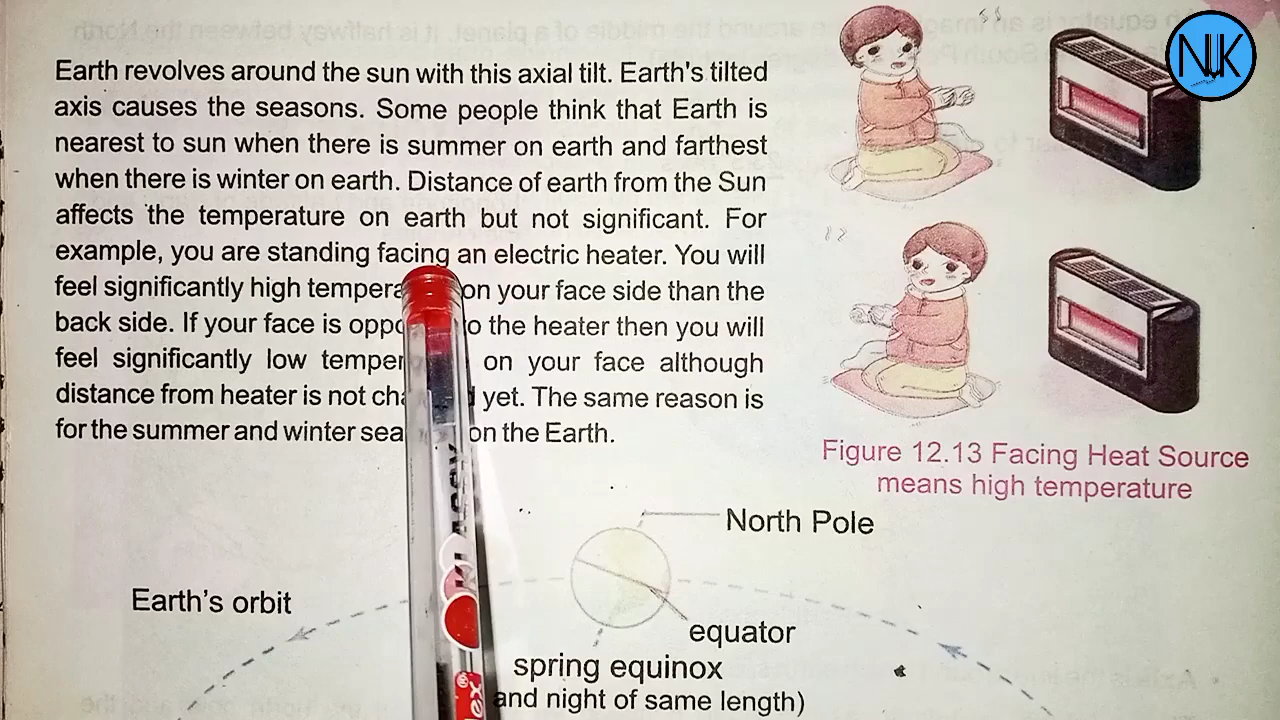 Earth revolves around the sun with this axial tilt. Earth's tilted
axis causes the seasons. Some people think that Earth is
nearest to sun when there is summer on earth and farthest
when there is winter on earth. Distance of earth from the Sun
affects the temperature on earth but not significant. For
example, you are standing facing an electric heater. You will
feel significantly high tempera on your face side than the
back side. If your face is oppo o the heater then you will
feel significantly low temper on your face although
distance from heater is not cha d yet. The same reason is
for the summer and winter sea on the Earth.
NJK
Figure 12.13 Facing Heat Source
means high temperature
North Pole
Earth's orbit
equator
spring equinox
and night of same length)
KLASSY